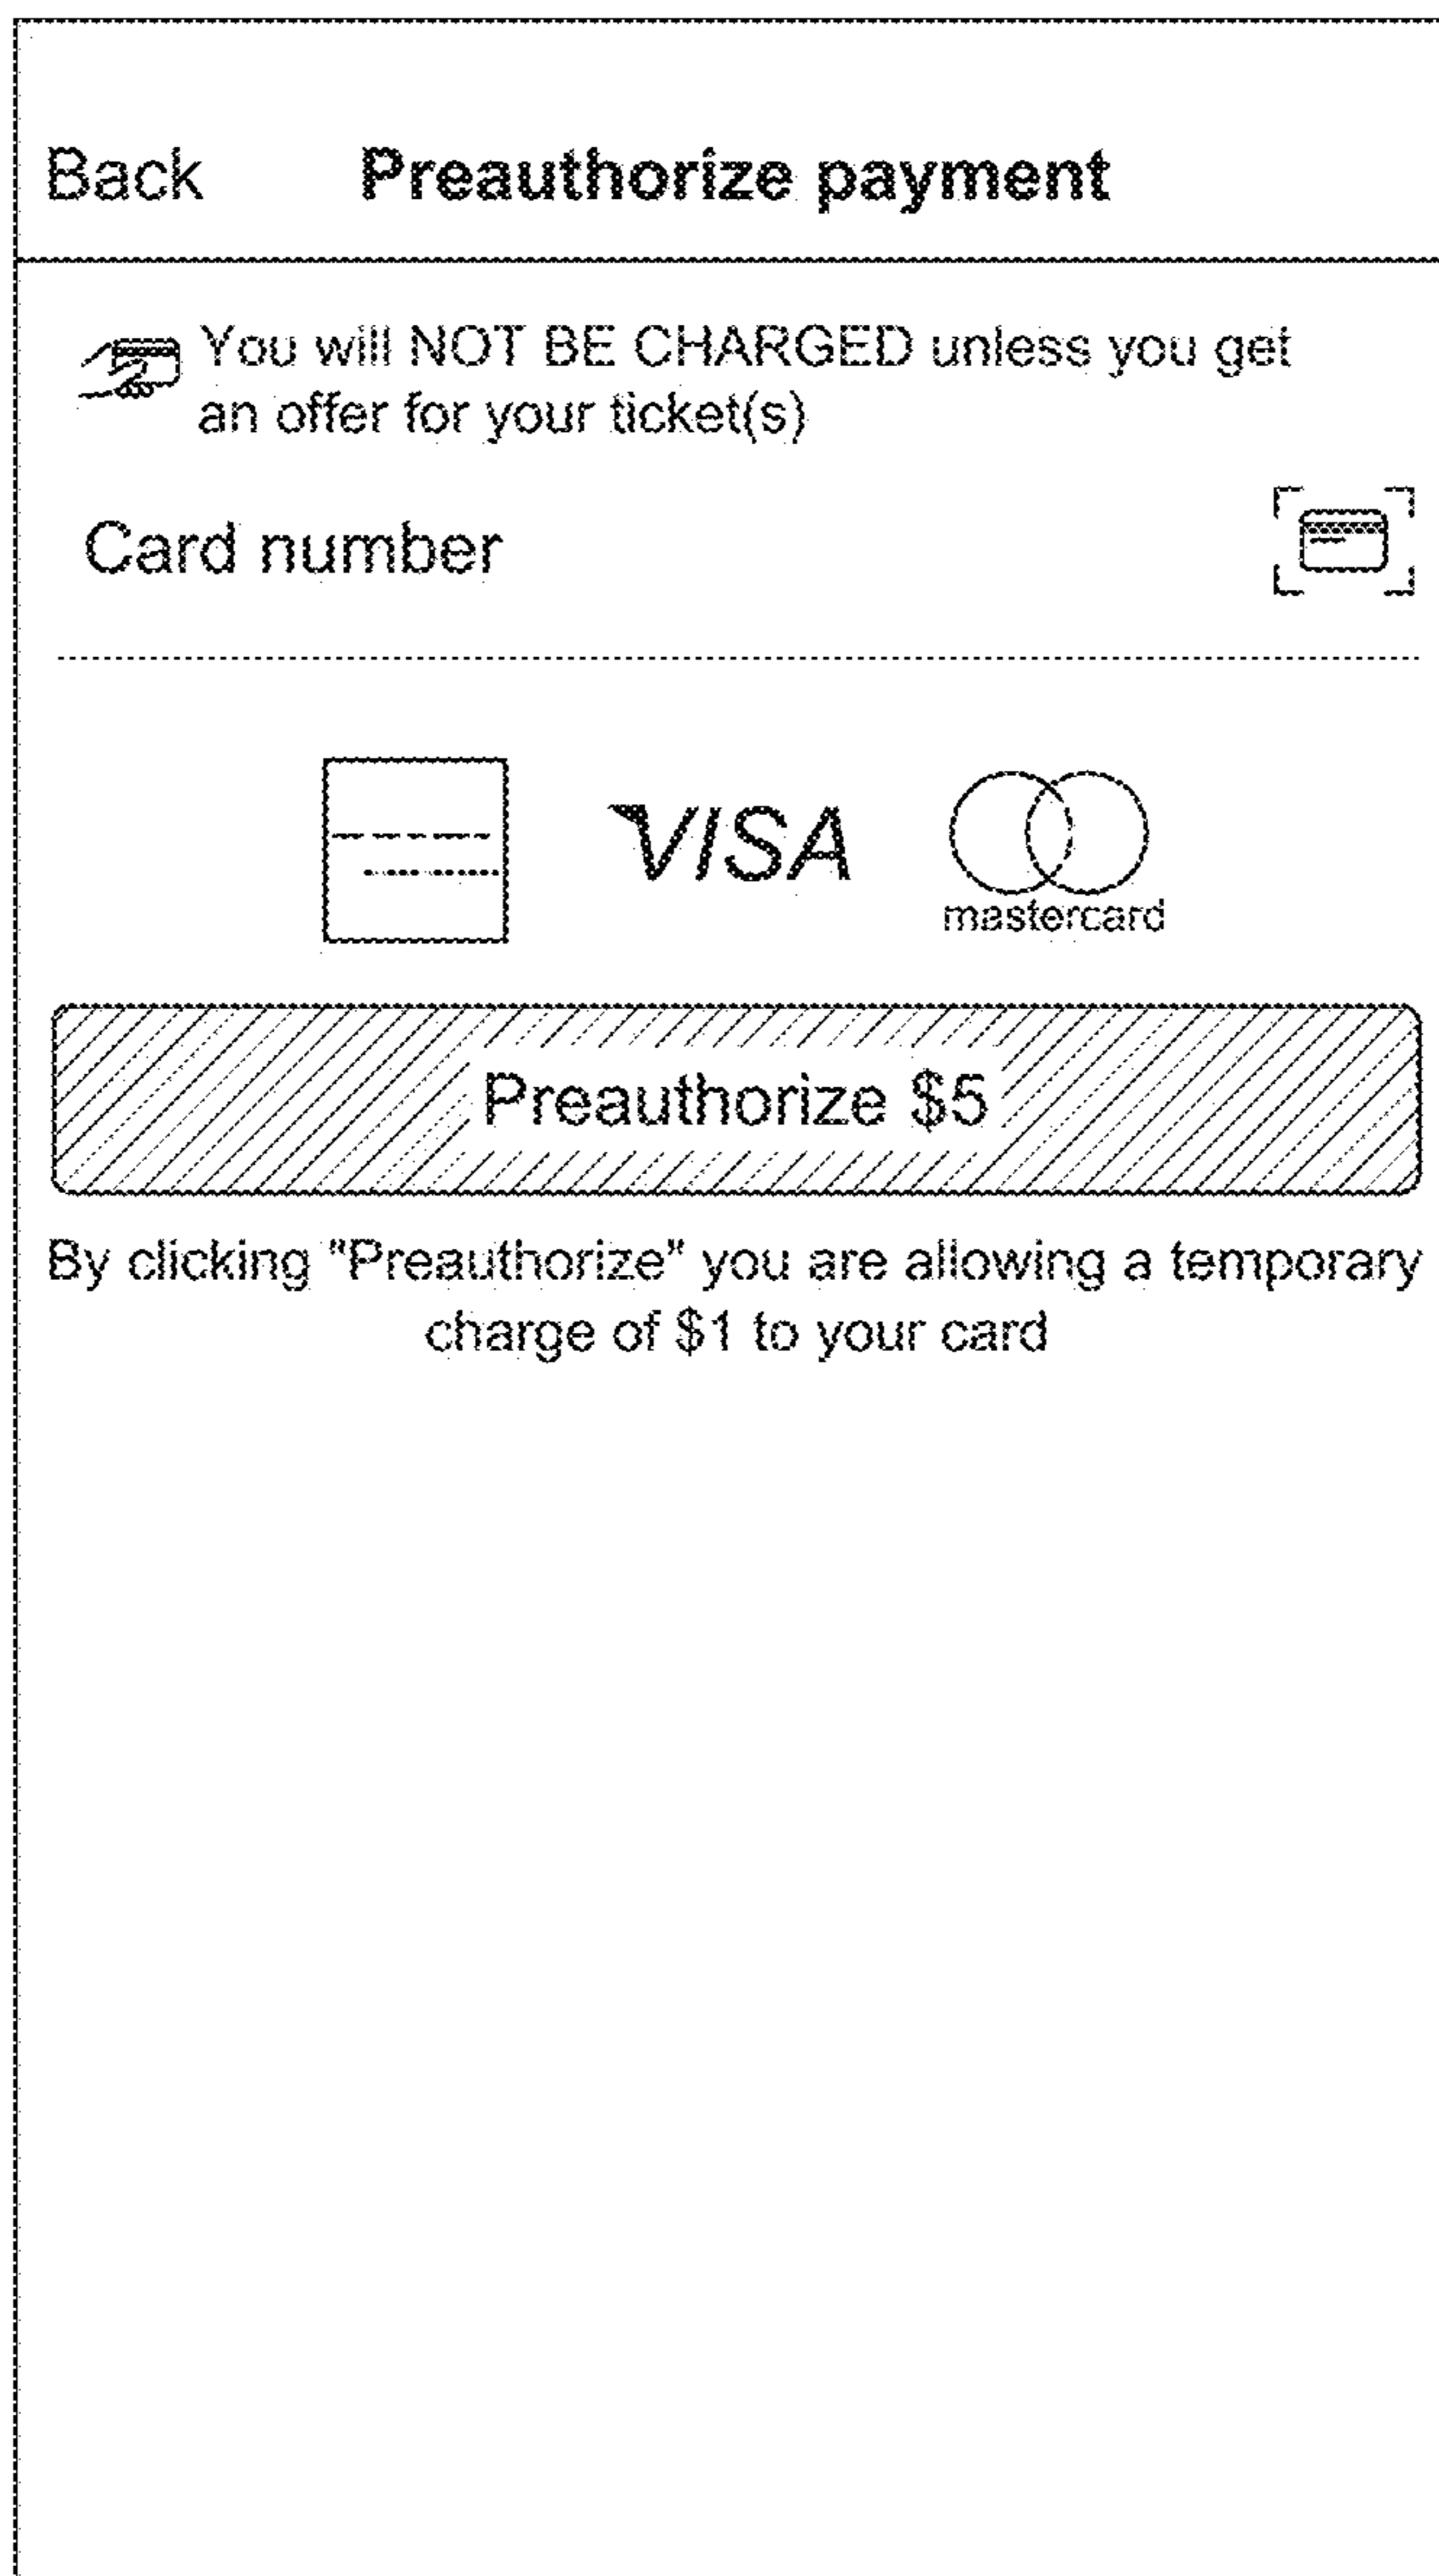 Back Preauthorize payment
You will NOT BE CHARGED unless you get
an offer for your ticket(s)
Card number
VISA
mastercard
Preauthorize $5
By clicking "Preauthorize" you are allowing a temporary
charge of $1 to your card